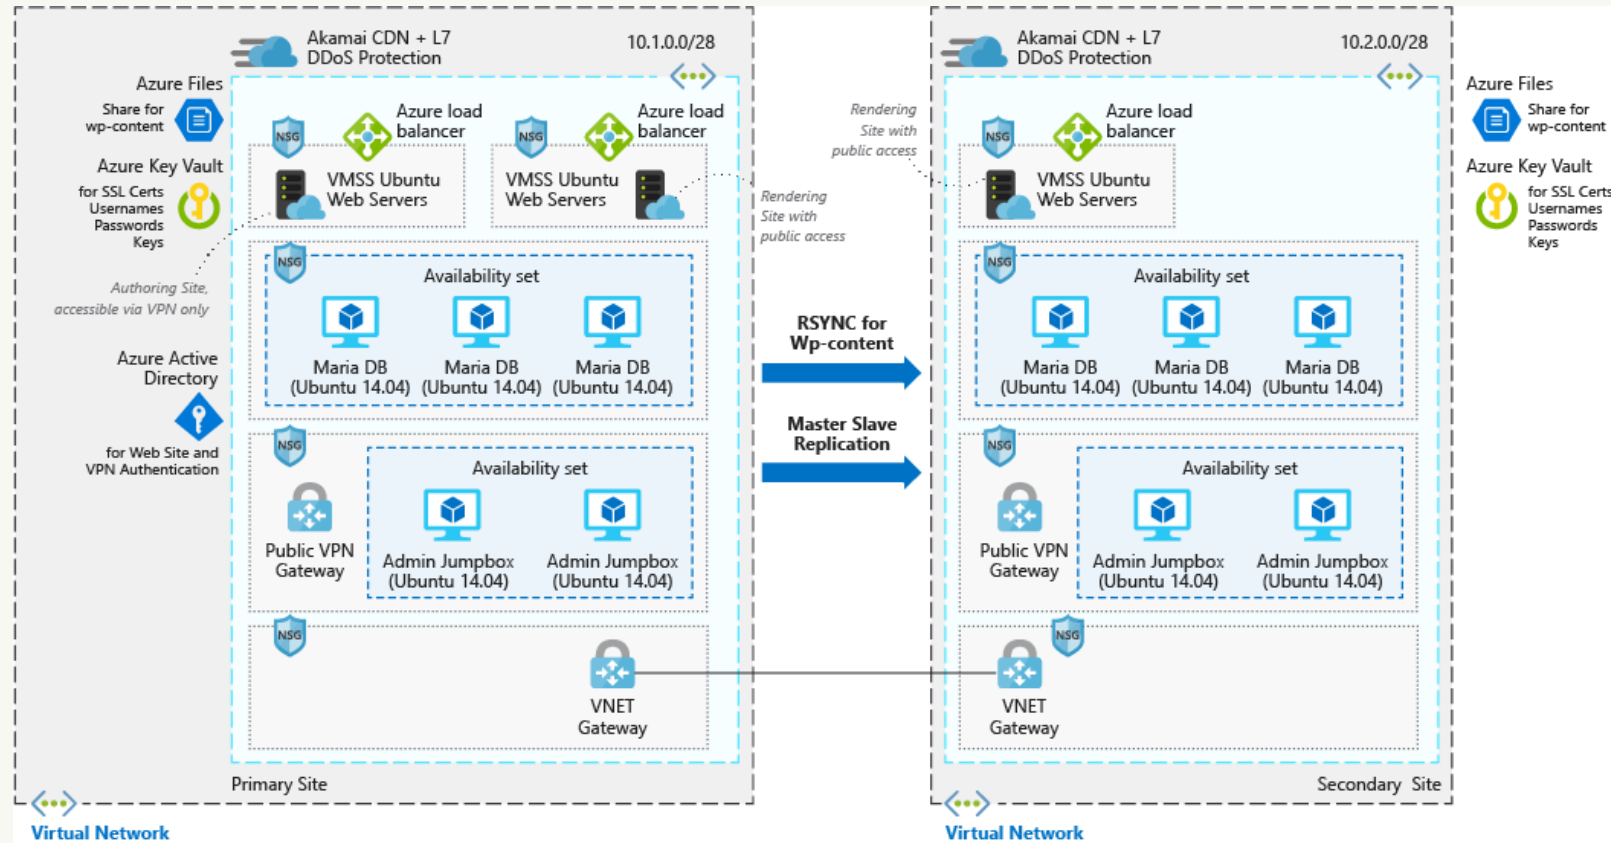 Akamai CDN + L7
DDoS Protection
10.1.0.0/28
Azure Files
Share for
wp-content
Azure Key Vault
for SSL Certs
Usernames
Passwords
Keys
Authoring Site,
accessible via VPN only
Azure Active
Directory
for Web Site and
VPN Authentication
NSG
Azure load
balancer
VMSS Ubuntu
Web Servers
NSG
Azure load
balancer
VMSS Ubuntu
Web Servers
Rendering
Site with
public access
NSG
Availability set
Maria DB
(Ubuntu 14.04)
Maria DB
(Ubuntu 14.04)
Maria DB
(Ubuntu 14.04)
NSG
Availability set
Public VPN
Gateway
Admin Jumpbox
(Ubuntu 14.04)
Admin Jumpbox
(Ubuntu 14.04)
NSG
VNET
Gateway
Primary Site
Virtual Network
RSYNC for
Wp-content
Master Slave
Replication
Akamai CDN + L7
DDoS Protection
10.2.0.0/28
Rendering
Site with
public access
NSG
Azure load
balancer
VMSS Ubuntu
Web Servers
NSG
Availability set
Maria DB
(Ubuntu 14.04)
Maria DB
(Ubuntu 14.04)
Maria DB
(Ubuntu 14.04)
NSG
Availability set
Public VPN
Gateway
Admin Jumpbox
(Ubuntu 14.04)
Admin Jumpbox
(Ubuntu 14.04)
NSG
VNET
Gateway
Secondary Site
Virtual Network
Azure Files
Share for
wp-content
Azure Key Vault
for SSL Certs
Usernames
Passwords
Keys